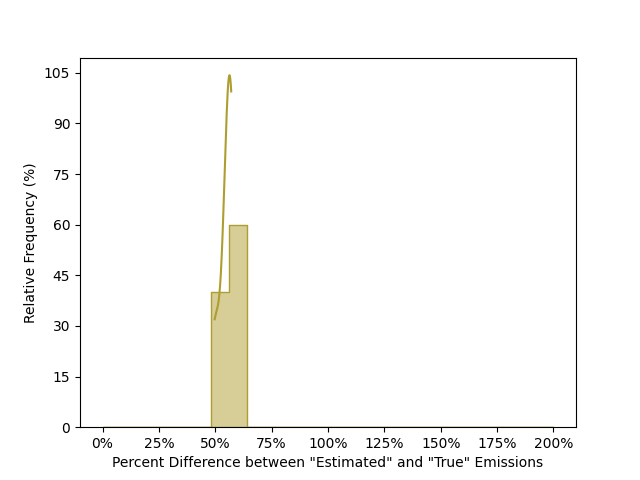 105
90
75
60
45
30
15
0
Relative Frequency (%)
0% 25% 50% 75% 100% 125% 150% 175% 200%
Percent Difference between "Estimated" and "True" Emissions